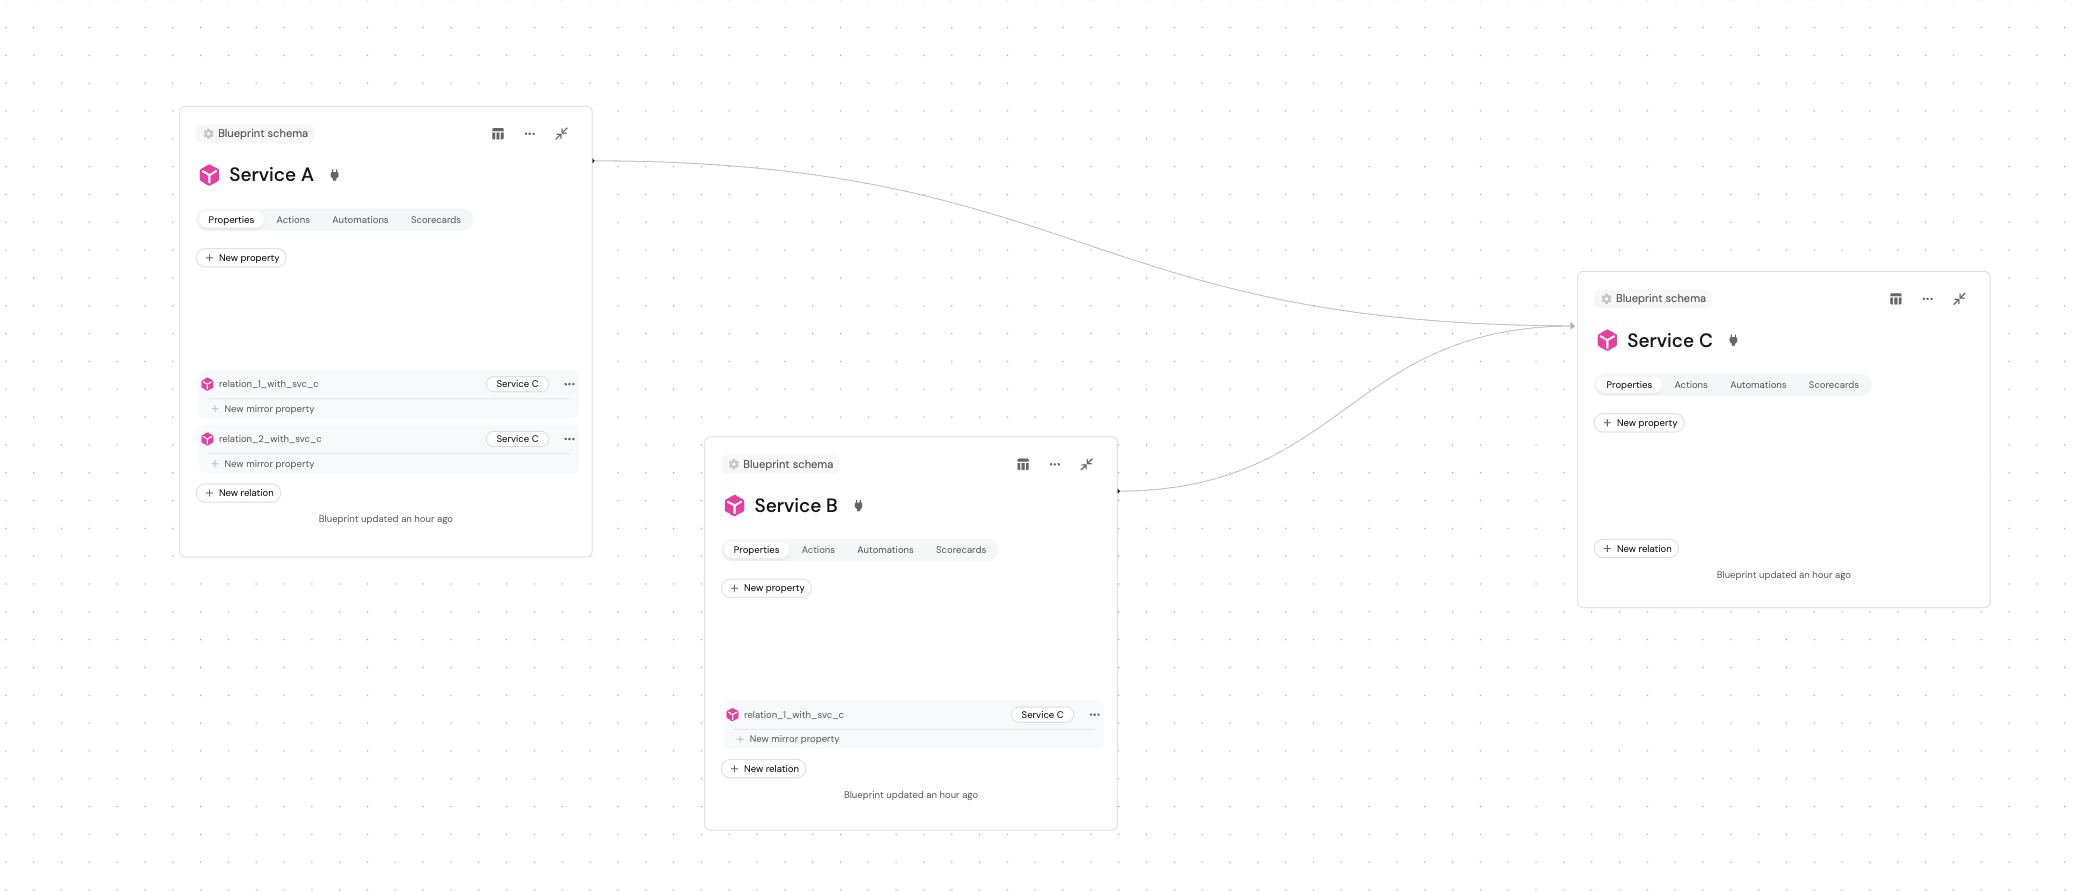 Blueprint schema
Service A
Properties Actions Automations Scorecards
+ New property
relation_1_with_svc_c Service C
+ New mirror property
relation_2_with_svc_c Service C
+ New mirror property
+ New relation
Blueprint updated an hour ago
Blueprint schema
Service B
Properties Actions Automations Scorecards
+ New property
relation_1_with_svc_c Service C
+ New mirror property
+ New relation
Blueprint updated an hour ago
Blueprint schema
Service C
Properties Actions Automations Scorecards
+ New property
+ New relation
Blueprint updated an hour ago